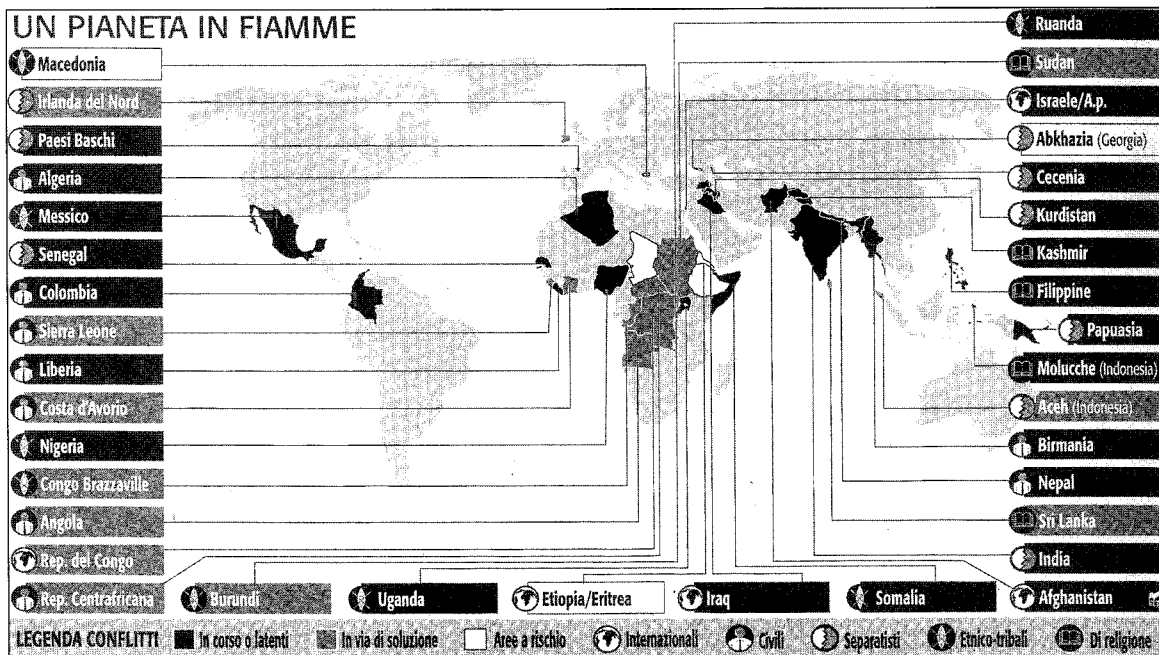 UN PIANETA IN FIAMME
Macedonia
Irlanda del Nord
Paesi Baschi
Algeria
Messico
Senegal
Colombia
Sierra Leone
Liberia
Costa d'Avorio
Nigeria
Congo Brazzaville
Angola
Rep. del Congo
Rep. Centrafricana
Burundi
Uganda
Etiopia/Eritrea
Iraq
Somalia
Ruanda
Sudan
Israele/A.p.
Abkhazia (Georgia)
Cecenia
Kurdistan
Kashmir
Filippine
Papuasia
Molucche (Indonesia)
Aceh (Indonesia)
Birmania
Nepal
Sri Lanka
India
Afghanistan
LEGENDA CONFLITTI In corso o latenti In via di soluzione Aree a rischio Internazionali Civili Separatisti Etnico-tribali Di religione